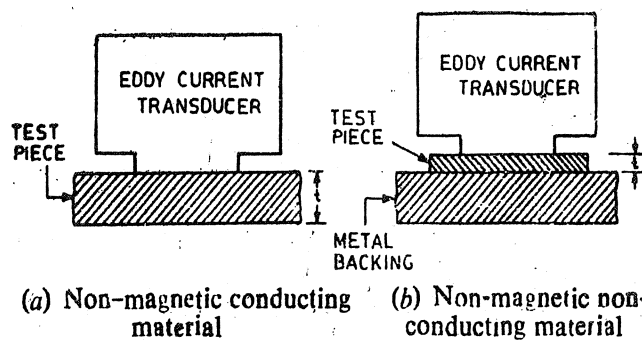 EDDY CURRENT
TRANSDUCER
TEST
PIECE
t
(a) Non-magnetic conducting
material
EDDY CURRENT
TRANSDUCER
TEST
PIECE
t
METAL
BACKING
(b) Non-magnetic non-
conducting material